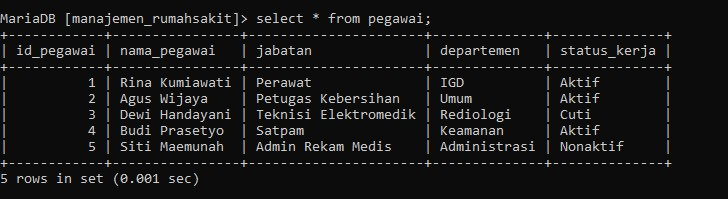 MariaDB [manajemen_rumahsakit]> select * from pegawai;
+------------+----------------+---------------------+--------------+--------------+
| id_pegawai | nama_pegawai   | jabatan             | departemen   | status_kerja |
+------------+----------------+---------------------+--------------+--------------+
|          1 | Rina Kumiawati | Perawat             | IGD          | Aktif        |
|          2 | Agus Wijaya    | Petugas Kebersihan  | Umum         | Aktif        |
|          3 | Dewi Handayani | Teknisi Elektromedik | Rediologi    | Cuti         |
|          4 | Budi Prasetyo  | Satpam              | Keamanan     | Aktif        |
|          5 | Siti Maemunah  | Admin Rekam Medis   | Administrasi | Nonaktif     |
+------------+----------------+---------------------+--------------+--------------+
5 rows in set (0.001 sec)